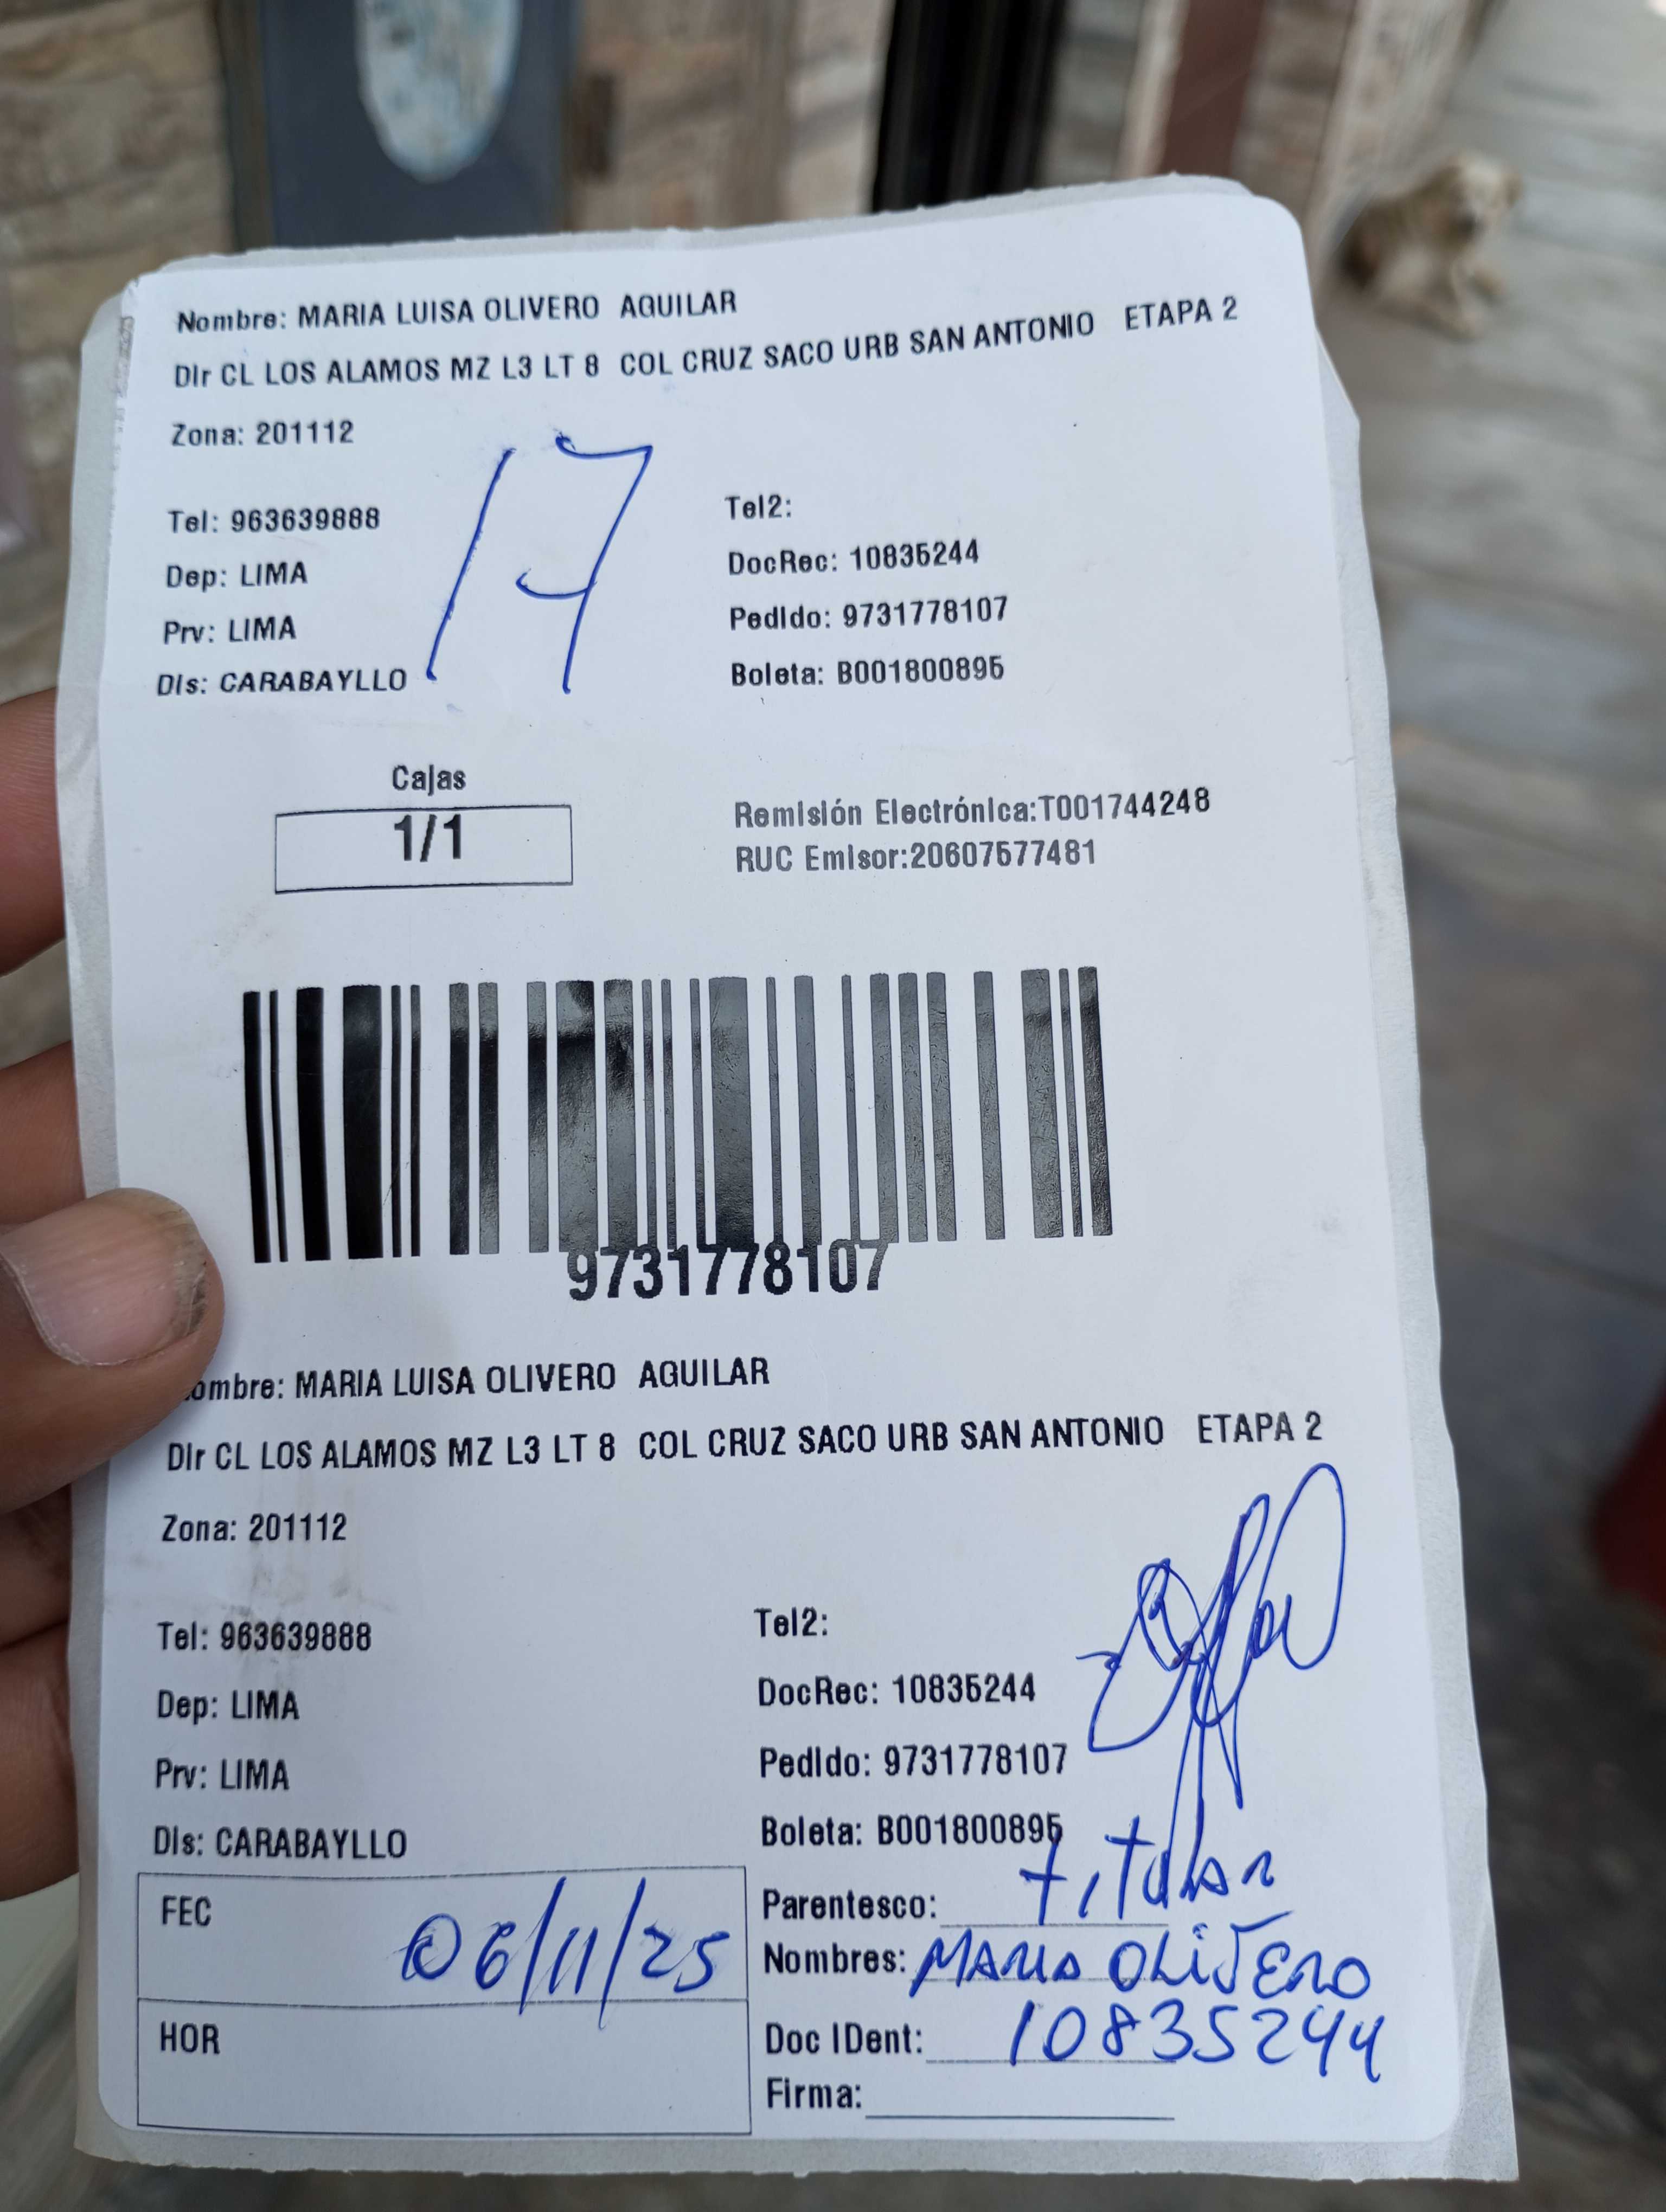 Nombre: MARIA LUISA OLIVERO AGUILAR
Dir CL LOS ALAMOS MZ L3 LT 8 COL CRUZ SACO URB SAN ANTONIO ETAPA 2
Zona: 201112
17
Tel: 963639888
Tel2:
Dep: LIMA
DocRec: 10835244
Prv: LIMA
Pedido: 9731778107
Dis: CARABAYLLO
Boleta: B001800895
Cajas
1/1
Remisión Electrónica:T001744248
RUC Emisor:20607577481
9731778107
ombre: MARIA LUISA OLIVERO AGUILAR
Dir CL LOS ALAMOS MZ L3 LT 8 COL CRUZ SACO URB SAN ANTONIO ETAPA 2
Zona: 201112
Tel: 963639888
Tel2:
Dep: LIMA
DocRec: 10835244
Prv: LIMA
Pedido: 9731778107
Dis: CARABAYLLO
Boleta: B001800895
FEC 06/11/25
Parentesco: titular
Nombres: MARIA OLIVERO
HOR
Doc IDent: 10835244
Firma: